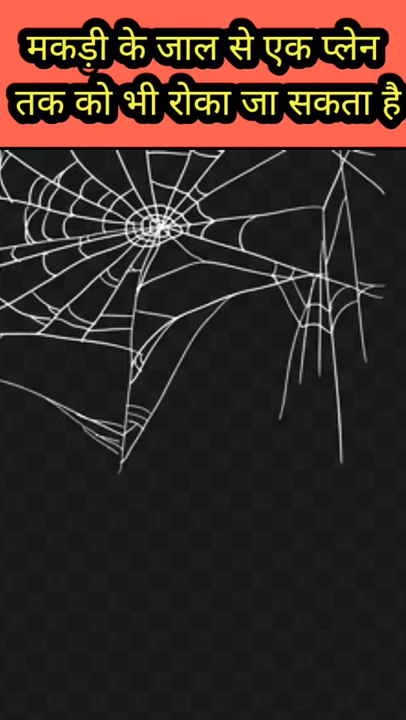 मकड़ी के जाल से एक प्लेन
तक को भी रोका जा सकता है